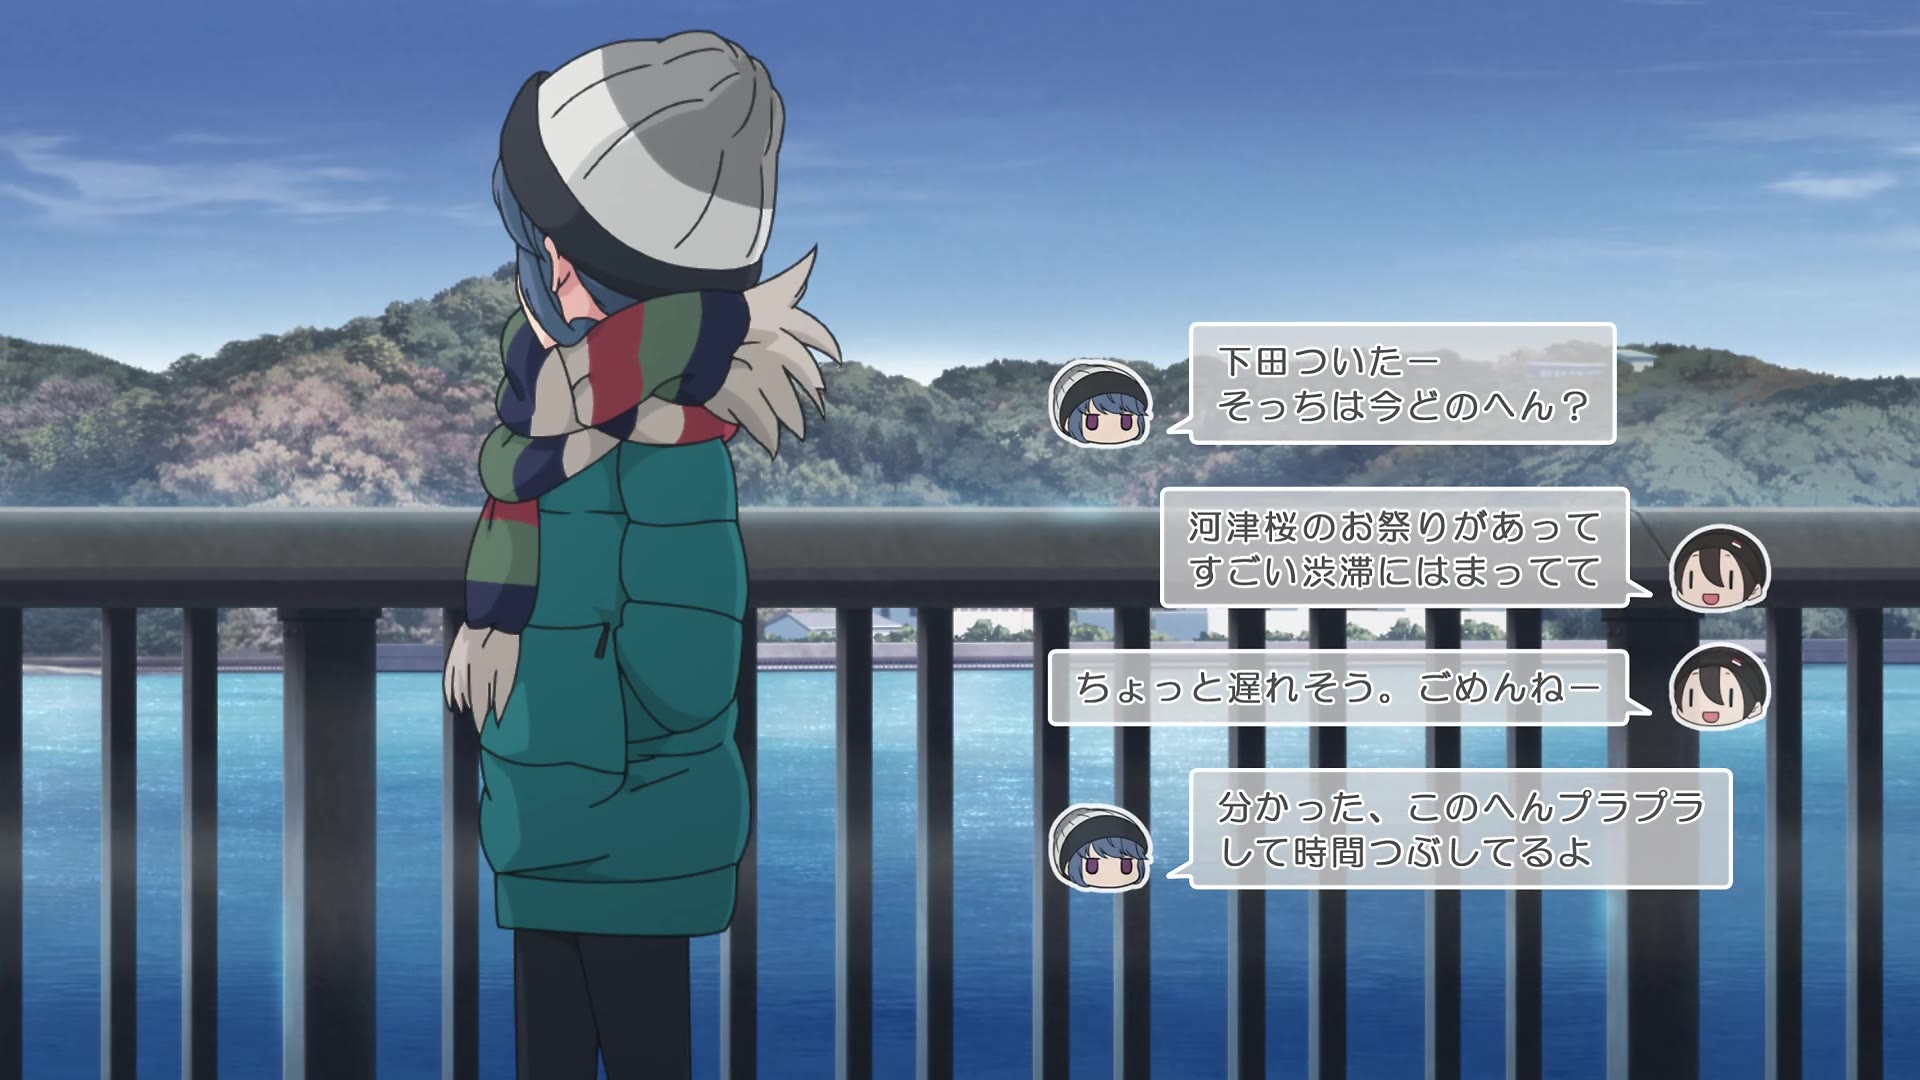 下田ついたー
そっちは今どのへん？
河津桜のお祭りがあって
すごい渋滞にはまってて
ちょっと遅れそう。ごめんねー
分かった、このへんプラプラ
して時間つぶしてるよ